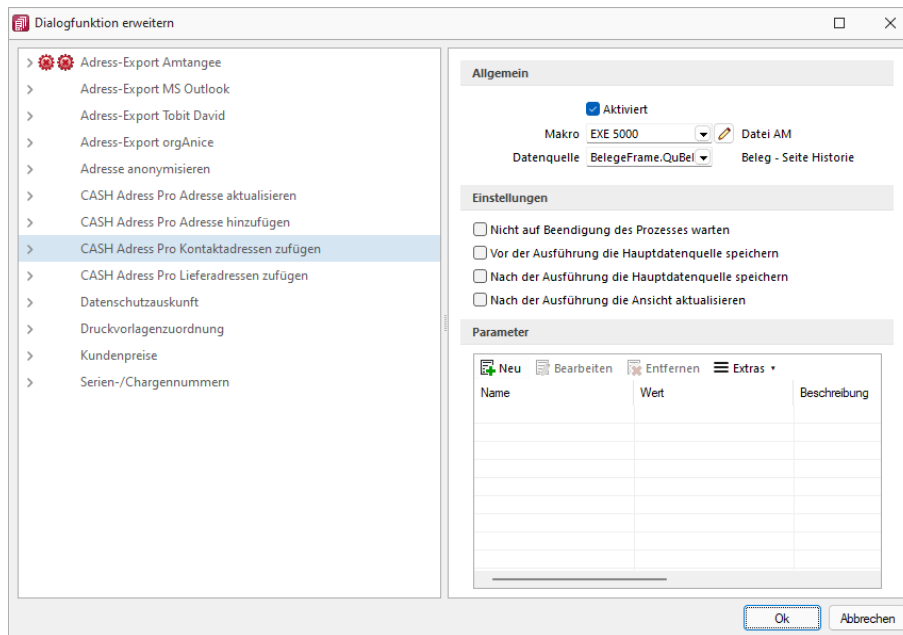 Dialogfunktion erweitern
Adress-Export Amtangee
Adress-Export MS Outlook
Adress-Export Tobit David
Adress-Export orgAnice
Adresse anonymisieren
CASH Adress Pro Adresse aktualisieren
CASH Adress Pro Adresse hinzufügen
CASH Adress Pro Kontaktadressen zufügen
CASH Adress Pro Lieferadressen zufügen
Datenschutzauskunft
Druckvorlagenzuordnung
Kundenpreise
Serien-/Chargennummern
Allgemein
Aktiviert
Makro EXE 5000 Datei AM
Datenquelle BelegeFrame.QuBel Beleg - Seite Historie
Einstellungen
Nicht auf Beendigung des Prozesses warten
Vor der Ausführung die Hauptdatenquelle speichern
Nach der Ausführung die Hauptdatenquelle speichern
Nach der Ausführung die Ansicht aktualisieren
Parameter
Neu Bearbeiten Entfernen Extras
Name Wert Beschreibung
Ok Abbrechen